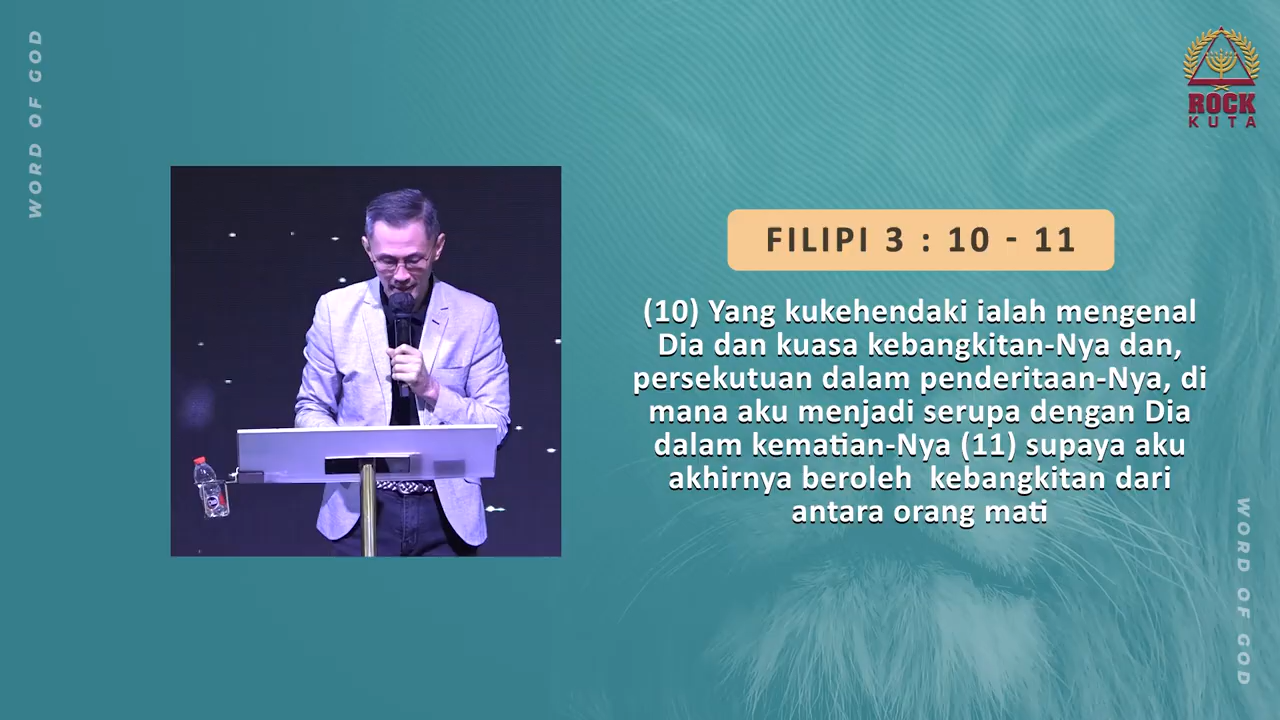 WORD OF GOD
ROCK
KUTA
FILIPI 3 : 10 - 11
(10) Yang kukehendaki ialah mengenal
Dia dan kuasa kebangkitan-Nya dan,
persekutuan dalam penderitaan-Nya, di
mana aku menjadi serupa dengan Dia
dalam kematian-Nya (11) supaya aku
akhirnya beroleh  kebangkitan dari
antara orang mati
WORD OF GOD